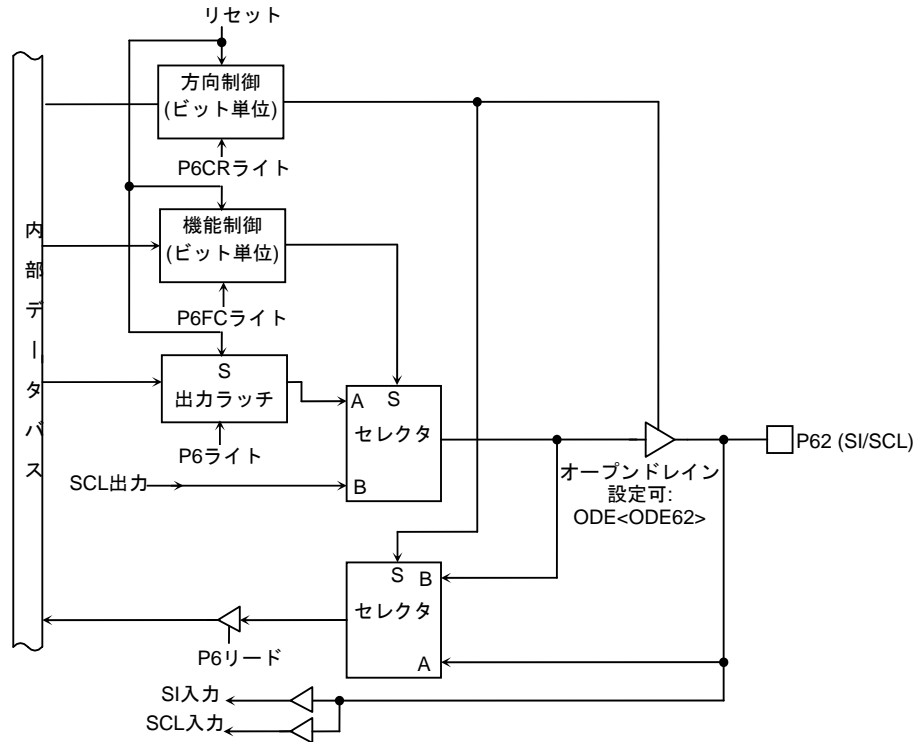 リセット
方向制御
(ビット単位)
P6CRライト
内部データバス
機能制御
(ビット単位)
P6FCライト
S
出力ラッチ
P6ライト
A
S
セレクタ
B
SCL出力
P62 (SI/SCL)
オープンドレイン
設定可:
ODE<ODE62>
S
B
セレクタ
A
P6リード
SI入力
SCL入力